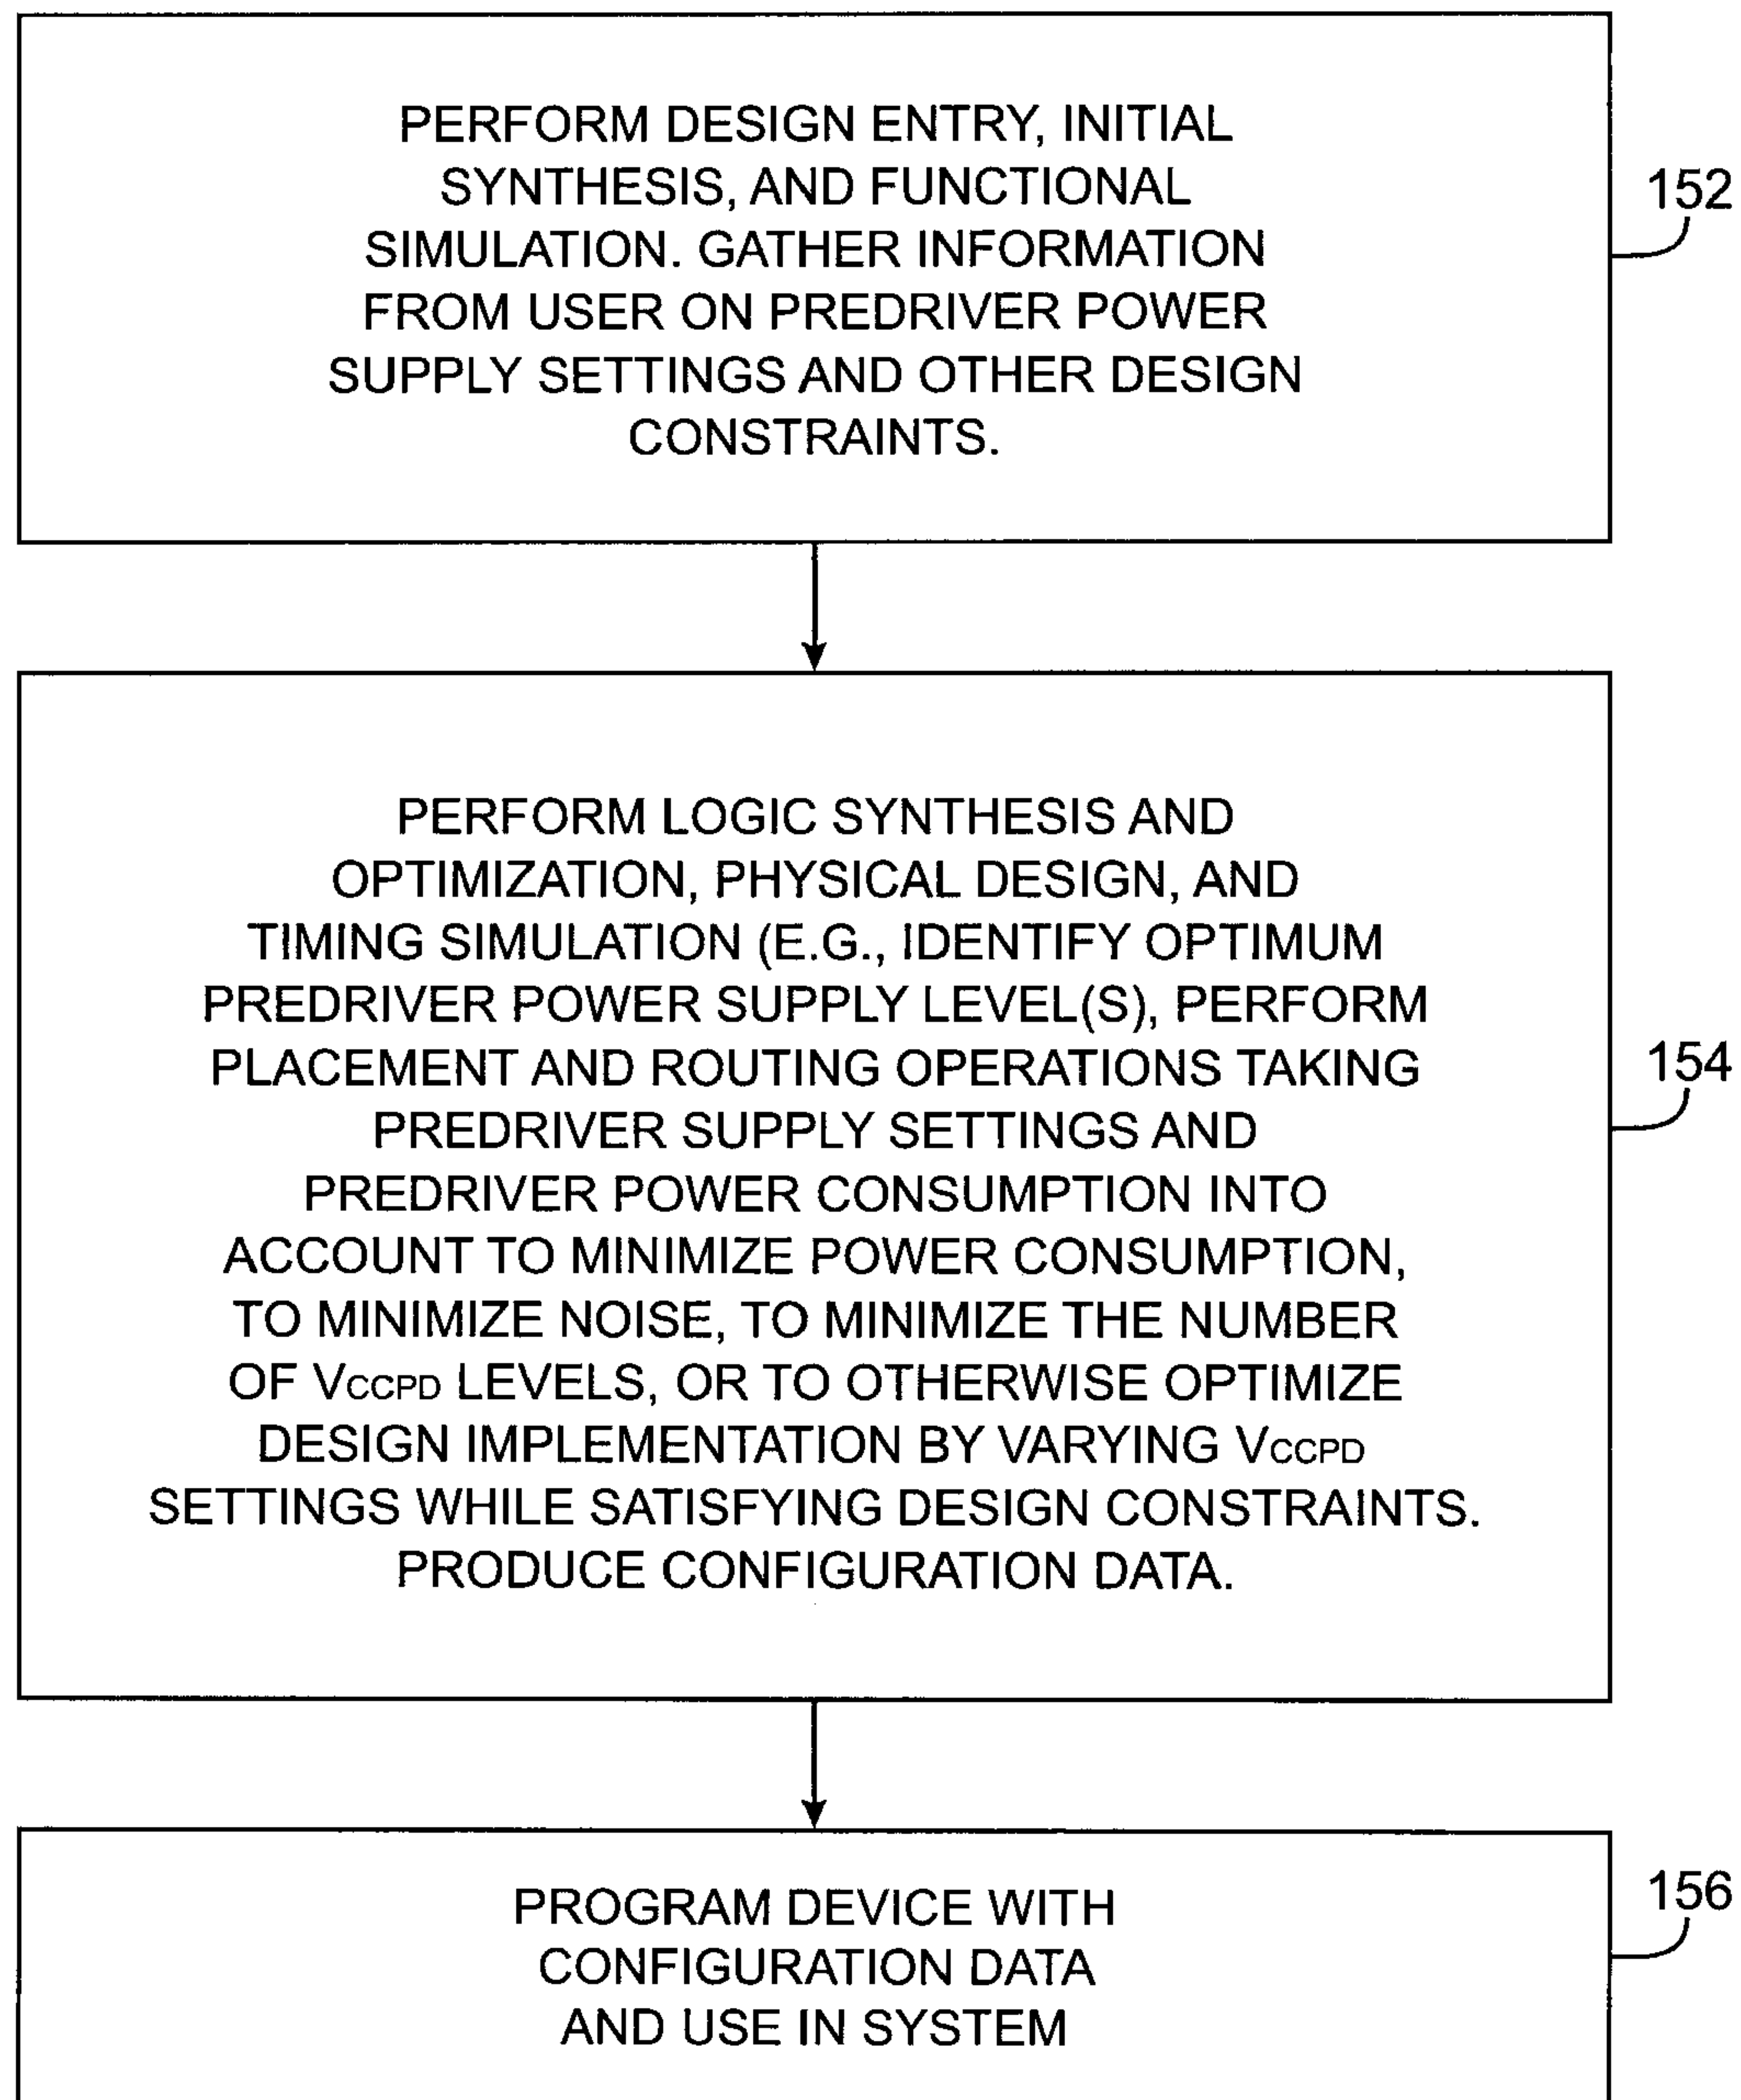 PERFORM DESIGN ENTRY, INITIAL
SYNTHESIS, AND FUNCTIONAL
SIMULATION. GATHER INFORMATION
FROM USER ON PREDRIVER POWER
SUPPLY SETTINGS AND OTHER DESIGN
CONSTRAINTS.
152
PERFORM LOGIC SYNTHESIS AND
OPTIMIZATION, PHYSICAL DESIGN, AND
TIMING SIMULATION (E.G., IDENTIFY OPTIMUM
PREDRIVER POWER SUPPLY LEVEL(S), PERFORM
PLACEMENT AND ROUTING OPERATIONS TAKING
PREDRIVER SUPPLY SETTINGS AND
PREDRIVER POWER CONSUMPTION INTO
ACCOUNT TO MINIMIZE POWER CONSUMPTION,
TO MINIMIZE NOISE, TO MINIMIZE THE NUMBER
OF VCCPD LEVELS, OR TO OTHERWISE OPTIMIZE
DESIGN IMPLEMENTATION BY VARYING VCCPD
SETTINGS WHILE SATISFYING DESIGN CONSTRAINTS.
PRODUCE CONFIGURATION DATA.
154
PROGRAM DEVICE WITH
CONFIGURATION DATA
AND USE IN SYSTEM
156